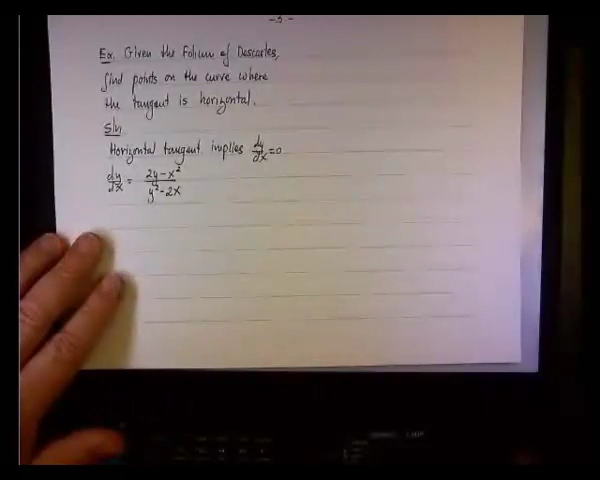 -3-
Ex. Given the Folium of Descartes,
find points on the curve where
the tangent is horizontal.
Sln.
Horizontal tangent implies dy/dx=0
dy/dx = (2y-x²)/(y²-2x)